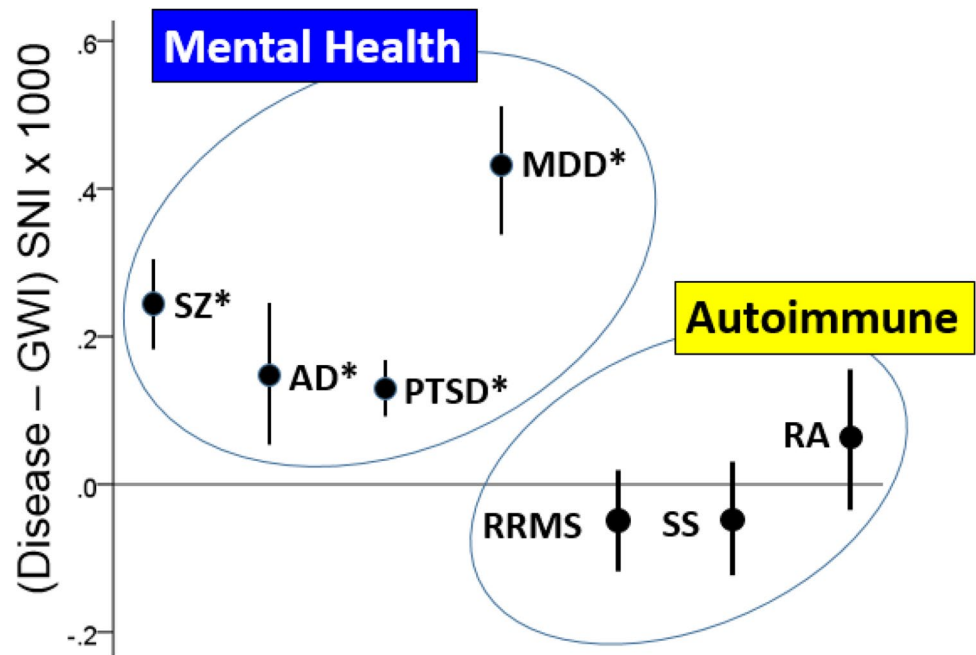 Mental Health
(Disease – GWI) SNI x 1000
.6
.4
.2
.0
-.2
MDD*
SZ*
AD*
PTSD*
Autoimmune
RA
RRMS
SS